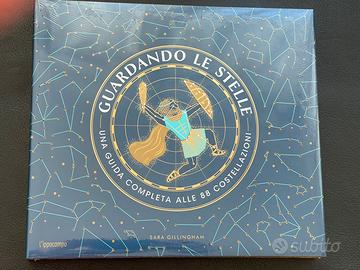 GUARDANDO LE STELLE
UNA GUIDA COMPLETA ALLE 88 COSTELLAZIONI
SARA GILLINGHAM
L'ippocampo
subito